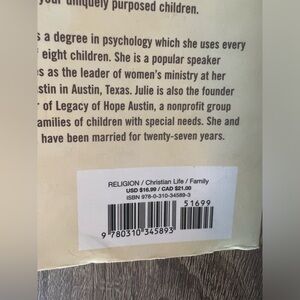 your uniquely purposed children.
s a degree in psychology which she uses every
eight children. She is a popular speaker
s as the leader of women's ministry at her
stin in Austin, Texas. Julie is also the founder
of Legacy of Hope Austin, a nonprofit group
amilies of children with special needs. She and
have been married for twenty-seven years.
RELIGION / Christian Life / Family
USD $16.99 / CAD $21.00
ISBN 978-0-310-34589-3
51699
9 780310 345893